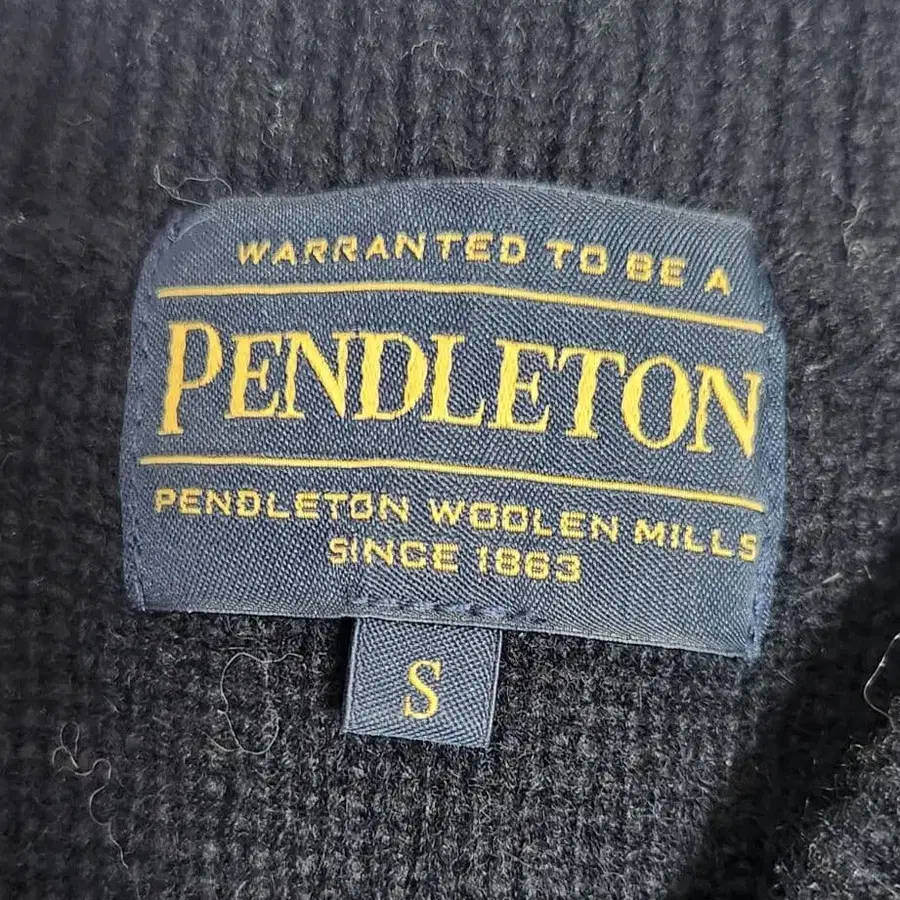 WARRANTED TO BE A
PENDLETON
PENDLETON WOOLEN MILLS
SINCE 1863
S